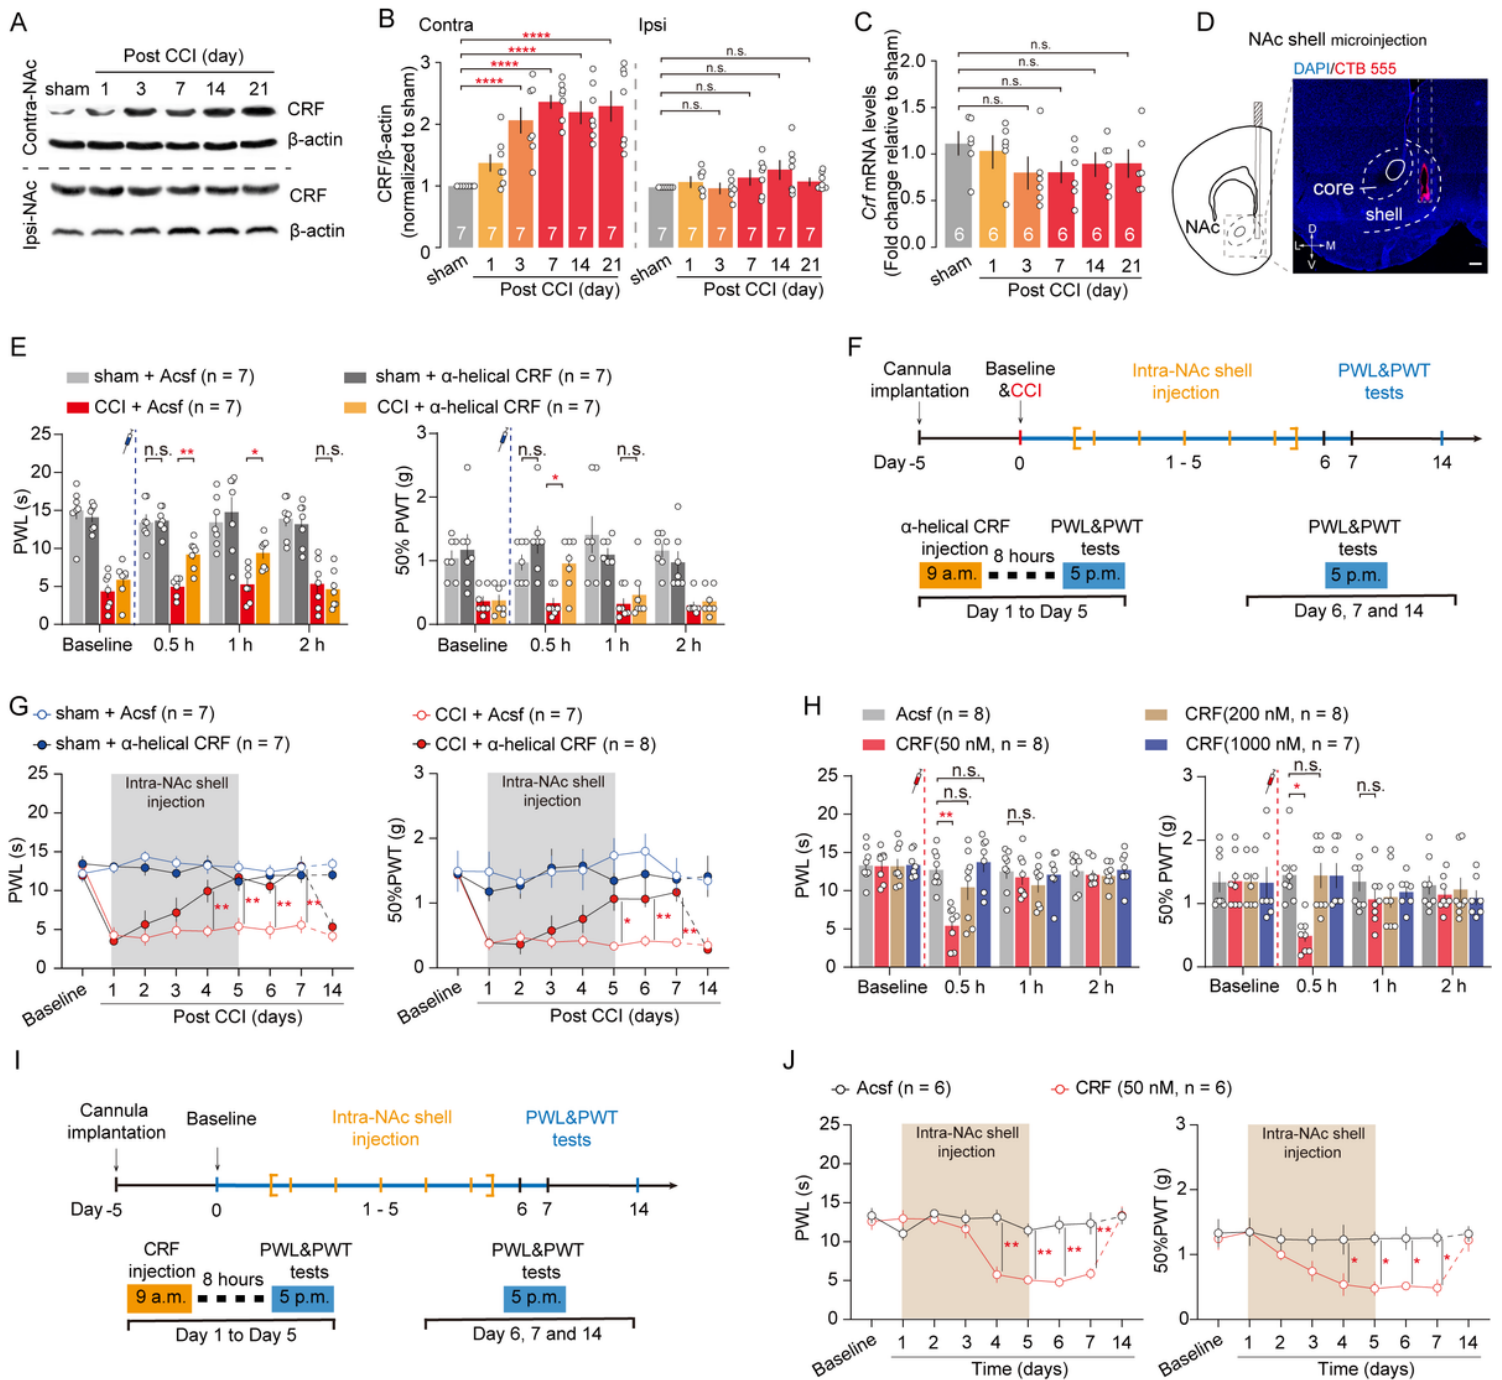 A
Post CCI (day)
sham 1 3 7 14 21
Contra-NAc
CRF
β-actin
Ipsi-NAc
CRF
β-actin
B
Contra
Ipsi
CRF/β-actin
(normalized to sham)
3
2
1
0
****
****
****
****
n.s.
n.s.
n.s.
n.s.
n.s.
7 7 7 7 7 7
7 7 7 7 7 7
sham 1 3 7 14 21
Post CCI (day)
sham 1 3 7 14 21
Post CCI (day)
C
Crf mRNA levels
(Fold change relative to sham)
2.0
1.5
1.0
0.5
0.0
n.s.
n.s.
n.s.
n.s.
n.s.
6 6 6 6 6 6
sham 1 3 7 14 21
Post CCI (day)
D
NAc shell microinjection
DAPI/CTB 555
core
shell
NAc
D
L M
V
E
sham + Acsf (n = 7)
sham + α-helical CRF (n = 7)
CCI + Acsf (n = 7)
CCI + α-helical CRF (n = 7)
PWL (s)
25
20
15
10
5
0
n.s. ** * n.s.
Baseline 0.5 h 1 h 2 h
50% PWT (g)
3
2
1
0
n.s. * n.s.
Baseline 0.5 h 1 h 2 h
F
Cannula
implantation
Baseline
&CCI
Intra-NAc shell
injection
PWL&PWT
tests
Day -5 0 1 - 5 6 7 14
α-helical CRF
injection
8 hours
PWL&PWT
tests
9 a.m.
5 p.m.
Day 1 to Day 5
PWL&PWT
tests
5 p.m.
Day 6, 7 and 14
G
sham + Acsf (n = 7)
sham + α-helical CRF (n = 7)
CCI + Acsf (n = 7)
CCI + α-helical CRF (n = 8)
PWL (s)
25
20
15
10
5
0
Intra-NAc shell
injection
** ** ** **
Baseline 1 2 3 4 5 6 7 14
Post CCI (days)
50%PWT (g)
3
2
1
0
Intra-NAc shell
injection
* ** **
Baseline 1 2 3 4 5 6 7 14
Post CCI (days)
H
Acsf (n = 8)
CRF(200 nM, n = 8)
CRF(50 nM, n = 8)
CRF(1000 nM, n = 7)
PWL (s)
25
20
15
10
5
0
n.s.
n.s.
**
n.s.
Baseline 0.5 h 1 h 2 h
50% PWT (g)
3
2
1
0
n.s.
*
n.s.
Baseline 0.5 h 1 h 2 h
I
Cannula
implantation
Baseline
Intra-NAc shell
injection
PWL&PWT
tests
Day -5 0 1 - 5 6 7 14
CRF
injection
8 hours
PWL&PWT
tests
9 a.m.
5 p.m.
Day 1 to Day 5
PWL&PWT
tests
5 p.m.
Day 6, 7 and 14
J
Acsf (n = 6)
CRF (50 nM, n = 6)
PWL (s)
25
20
15
10
5
0
Intra-NAc shell
injection
** ** ** **
Baseline 1 2 3 4 5 6 7 14
Time (days)
50%PWT (g)
3
2
1
0
Intra-NAc shell
injection
* * * *
Baseline 1 2 3 4 5 6 7 14
Time (days)